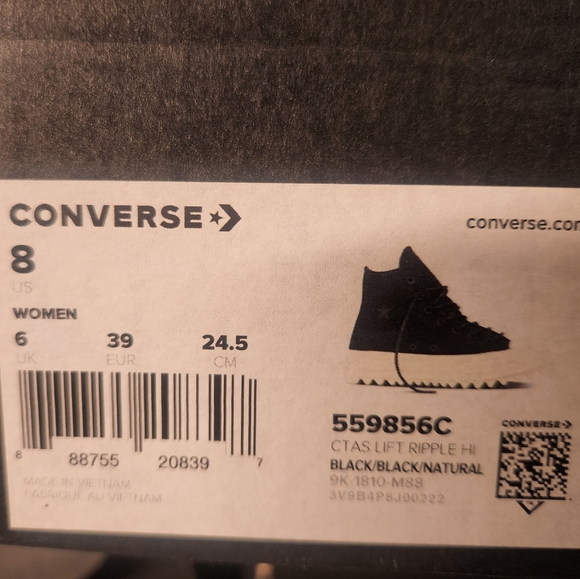 CONVERSE
converse.com
8
US
WOMEN
6 39 24.5
UK EUR CM
8 88755 20839 7
MADE IN VIETNAM
FABRIQUÉ AU VIETNAM
559856C
CTAS LIFT RIPPLE HI
BLACK/BLACK/NATURAL
9K-1810-M88
3V9B4P8J00222
CONVERSE